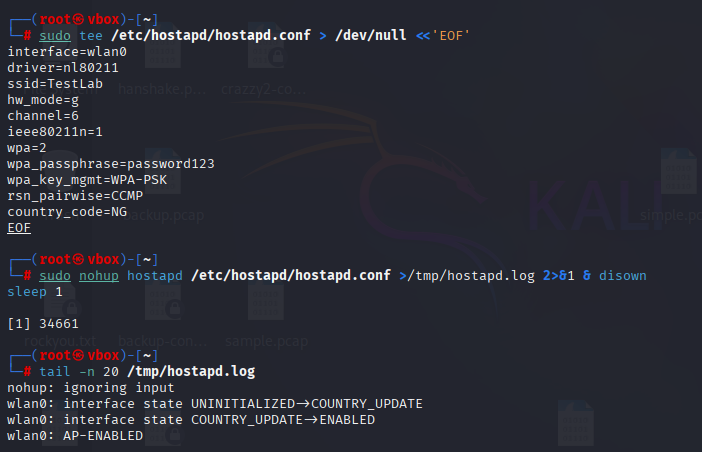 ┌──(root㉿vbox)-[~]
└─# sudo tee /etc/hostapd/hostapd.conf > /dev/null <<'EOF'
interface=wlan0
driver=nl80211
ssid=TestLab
hw_mode=g
channel=6
ieee80211n=1
wpa=2
wpa_passphrase=password123
wpa_key_mgmt=WPA-PSK
rsn_pairwise=CCMP
country_code=NG
EOF
┌──(root㉿vbox)-[~]
└─# sudo nohup hostapd /etc/hostapd/hostapd.conf >/tmp/hostapd.log 2>&1 & disown
sleep 1
[1] 34661
┌──(root㉿vbox)-[~]
└─# tail -n 20 /tmp/hostapd.log
nohup: ignoring input
wlan0: interface state UNINITIALIZED->COUNTRY_UPDATE
wlan0: interface state COUNTRY_UPDATE->ENABLED
wlan0: AP-ENABLED
hanshake.p...
crazzy2-co...
backup.pcap
KALI
simple.pc
rockyou.txt
backup-con...
sample.pcap